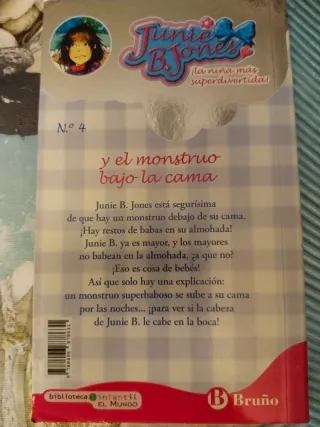 Junie
B. Jones
¡la niña más
superdivertida!
N.º 4
y el monstruo
bajo la cama
Junie B. Jones está segurísima
de que hay un monstruo debajo de su cama.
¡Hay restos de babas en su almohada!
Junie B. ya es mayor, y los mayores
no babean en la almohada, ¿a que no?
¡Eso es cosa de bebés!
Así que solo hay una explicación:
un monstruo superbaboso se sube a su cama
por las noches... ¡para ver si la cabeza
de Junie B. le cabe en la boca!
biblioteca infantil
EL MUNDO
B Bruño